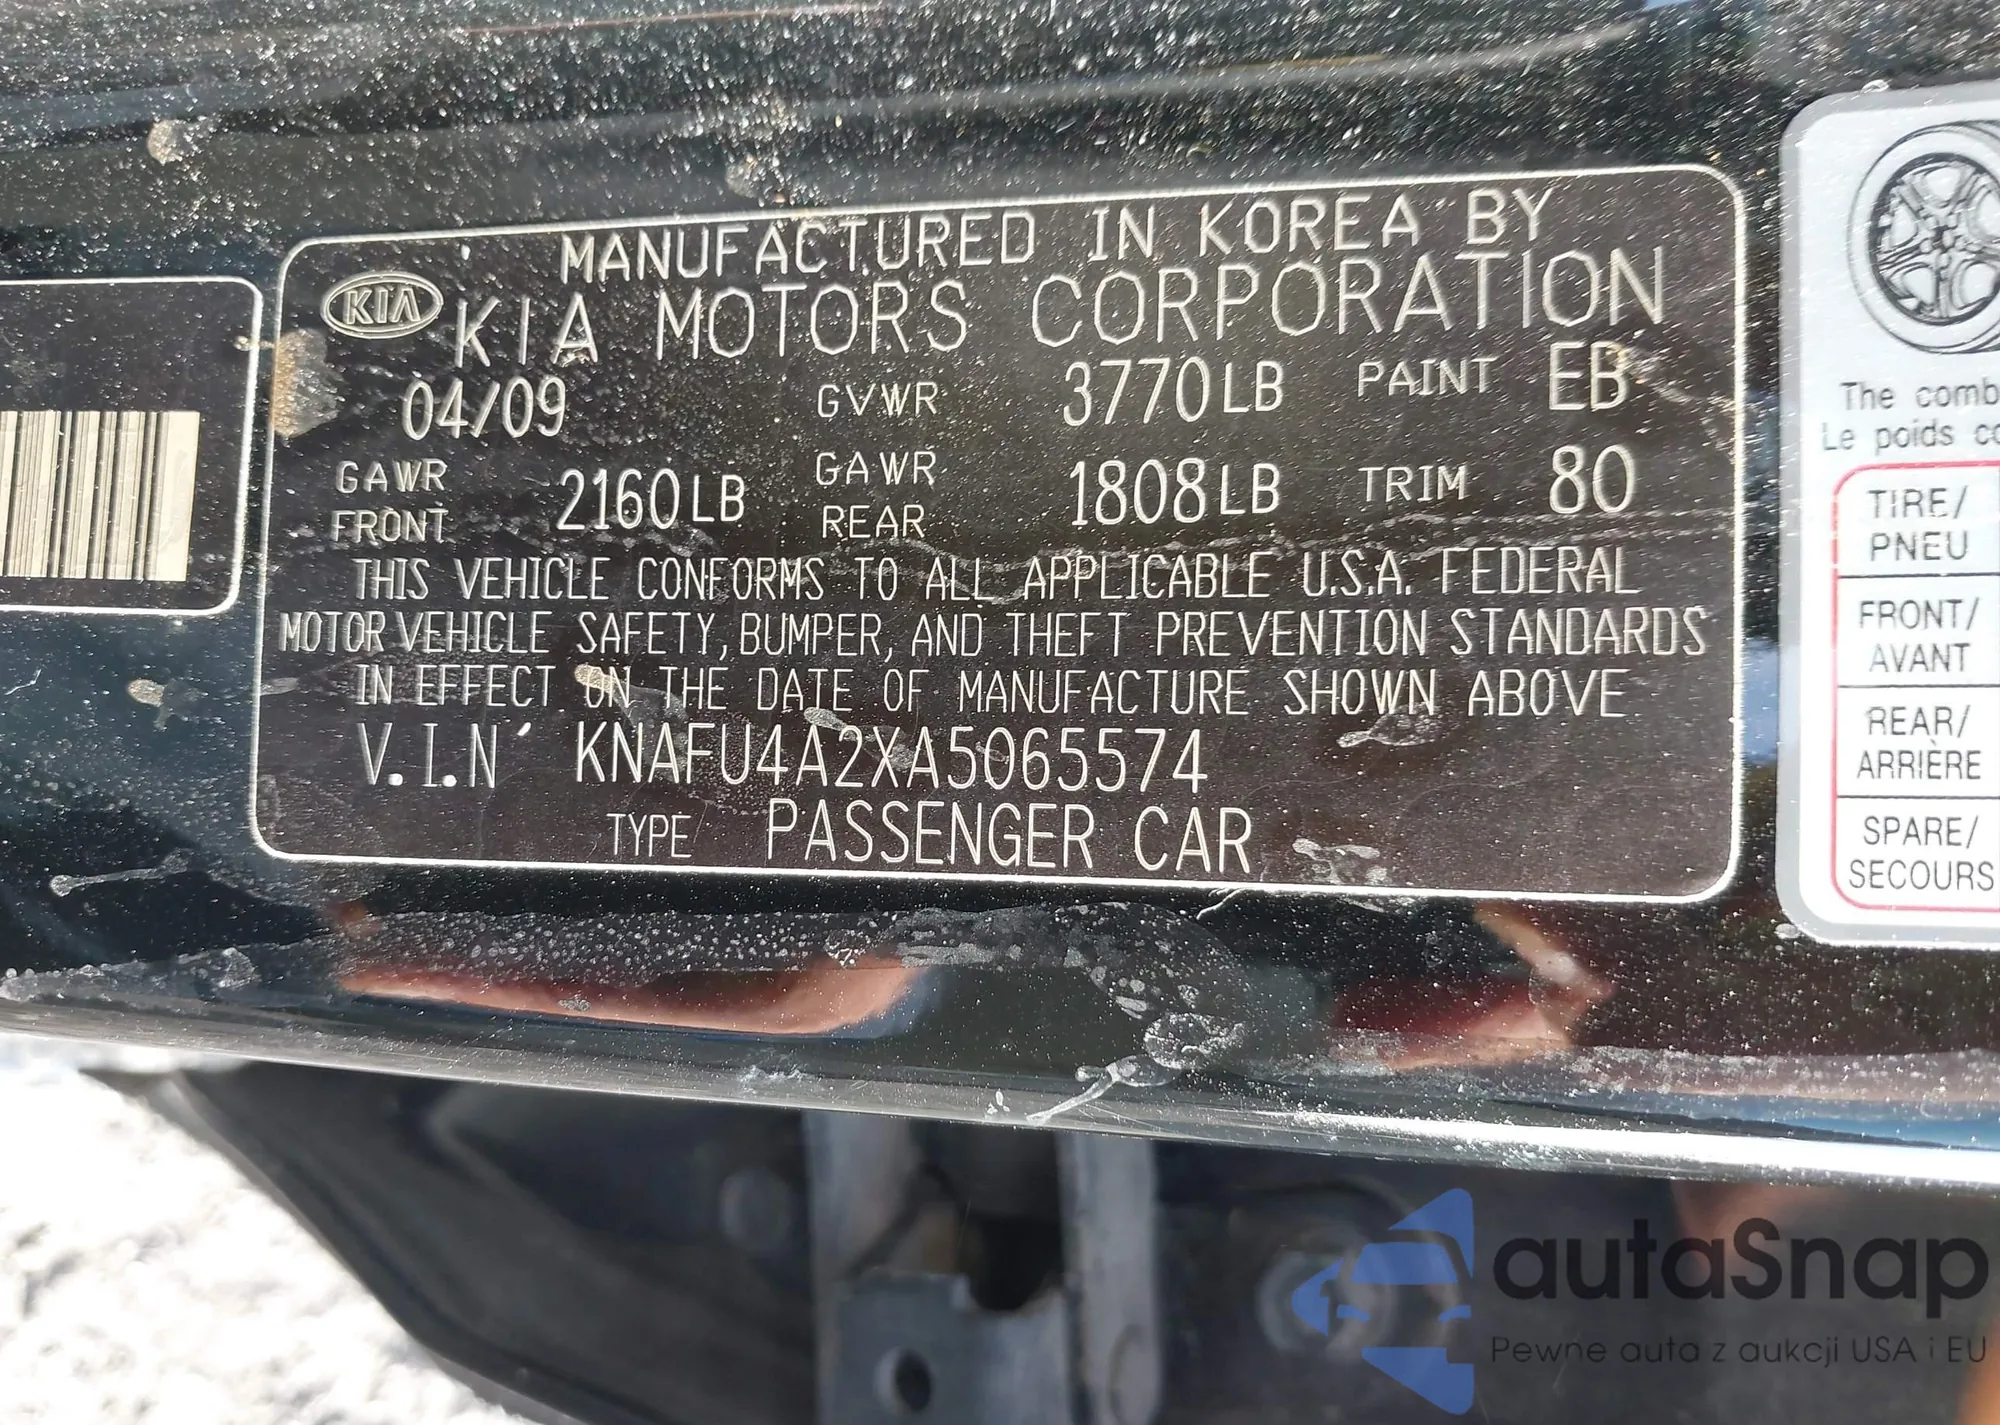 MANUFACTURED IN KOREA BY
KIA KIA MOTORS CORPORATION
04/09 GVWR 3770LB PAINT EB
GAWR FRONT 2160LB GAWR REAR 1808LB TRIM 80
THIS VEHICLE CONFORMS TO ALL APPLICABLE U.S.A. FEDERAL
MOTOR VEHICLE SAFETY, BUMPER, AND THEFT PREVENTION STANDARDS
IN EFFECT ON THE DATE OF MANUFACTURE SHOWN ABOVE
V.I.N KNAFU4A2XA5065574
TYPE PASSENGER CAR
The comb
Le poids co
TIRE/
PNEU
FRONT/
AVANT
REAR/
ARRIÈRE
SPARE/
SECOURS
autaSnap
Pewne auta z aukcji USA i EU